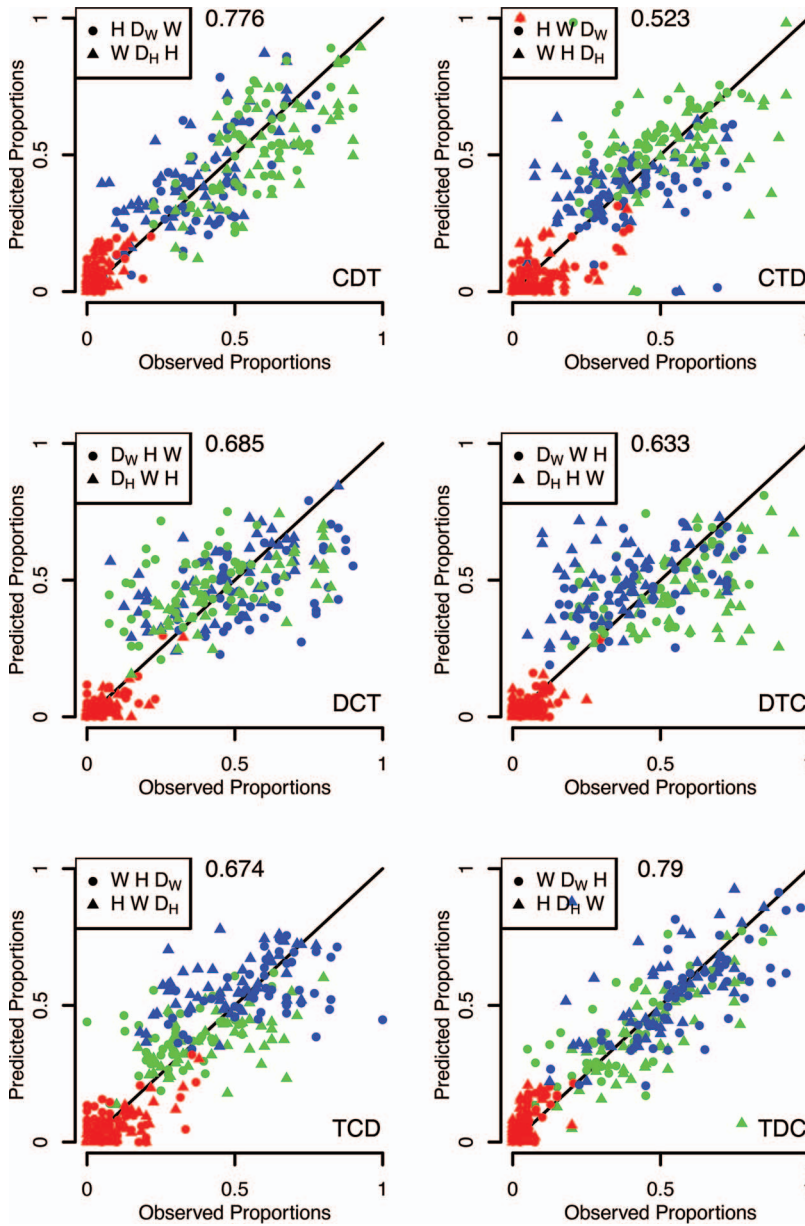 1
H D_W W
W D_H H
0.776
Predicted Proportions
0.5
0
CDT
0 0.5 1
Observed Proportions
1
H W D_W
W H D_H
0.523
Predicted Proportions
0.5
0
CTD
0 0.5 1
Observed Proportions
1
D_W H W
D_H W H
0.685
Predicted Proportions
0.5
0
DCT
0 0.5 1
Observed Proportions
1
D_W W H
D_H H W
0.633
Predicted Proportions
0.5
0
DTC
0 0.5 1
Observed Proportions
1
W H D_W
H W D_H
0.674
Predicted Proportions
0.5
0
TCD
0 0.5 1
Observed Proportions
1
W D_W H
H D_H W
0.79
Predicted Proportions
0.5
0
TDC
0 0.5 1
Observed Proportions